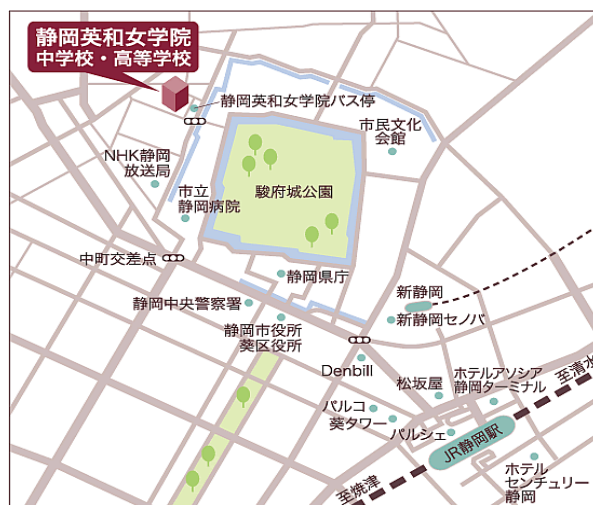 静岡英和女学院
中学校・高等学校
静岡英和女学院バス停
市民文化
会館
NHK静岡
放送局
市立
静岡病院
駿府城公園
中町交差点
静岡県庁
新静岡
静岡中央警察署
新静岡セノバ
静岡市役所
葵区役所
Denbill
松坂屋
ホテルアソシア
静岡ターミナル
至清水
パルコ
葵タワー
パルシェ
JR静岡駅
至焼津
ホテル
センチュリー
静岡